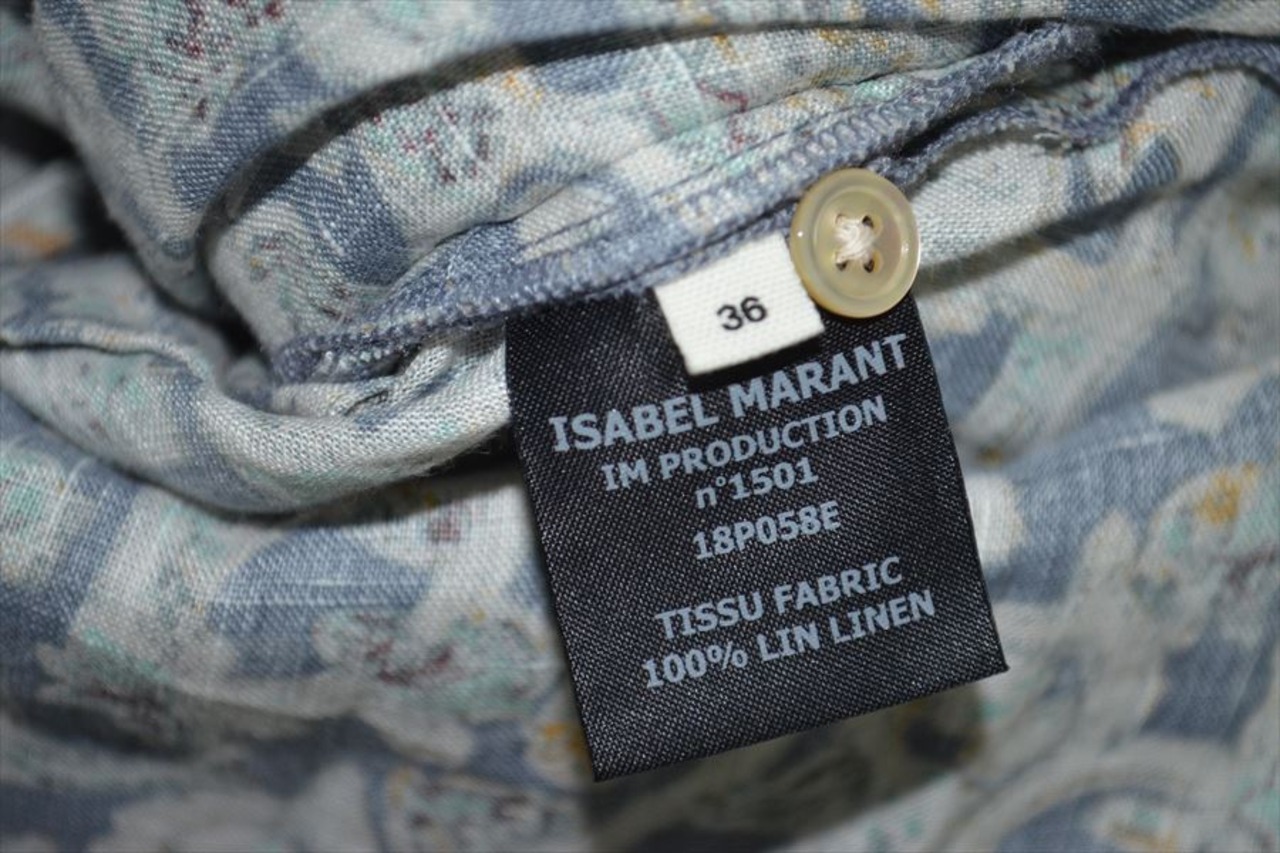 36
ISABEL MARANT
IM PRODUCTION
n°1501
18P058E
TISSU FABRIC
100% LIN LINEN